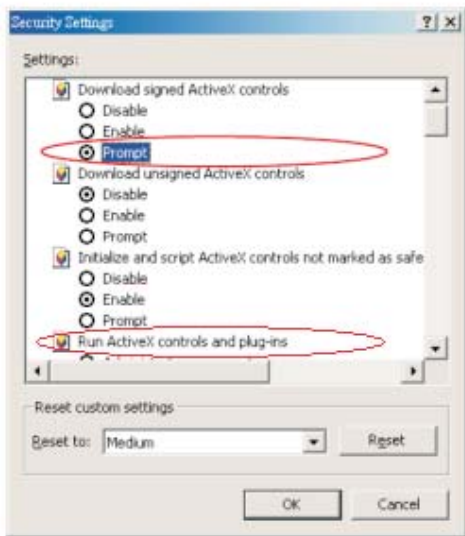 Security Settings
Settings:
Download signed ActiveX controls
Disable
Enable
Prompt
Download unsigned ActiveX controls
Disable
Enable
Prompt
Initialize and script ActiveX controls not marked as safe
Disable
Enable
Prompt
Run ActiveX controls and plug-ins
Reset custom settings
Reset to: Medium Reset
OK Cancel